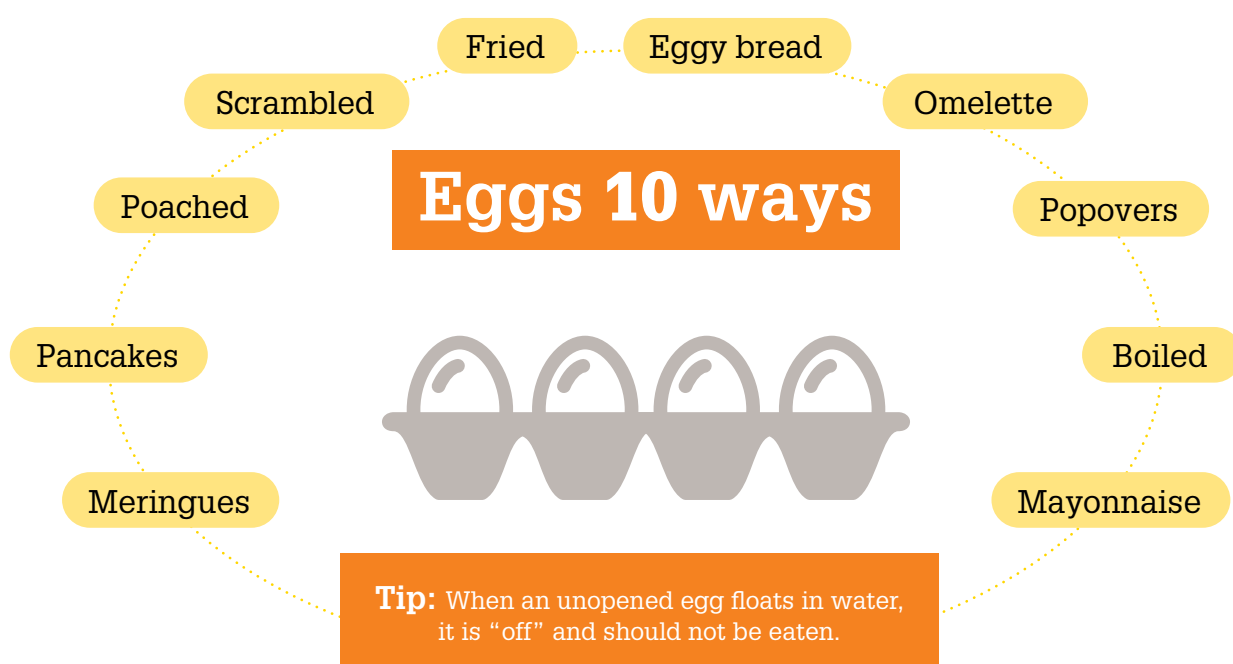 Fried
Eggy bread
Scrambled
Omelette
Eggs 10 ways
Poached
Popovers
Pancakes
Boiled
Meringues
Mayonnaise
Tip: When an unopened egg floats in water,
it is “off” and should not be eaten.